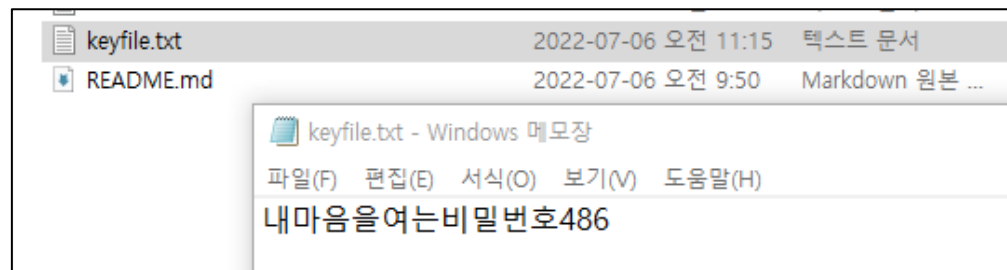 keyfile.txt 2022-07-06 오전 11:15 텍스트 문서
README.md 2022-07-06 오전 9:50 Markdown 원본 ...
keyfile.txt - Windows 메모장
파일(F) 편집(E) 서식(O) 보기(V) 도움말(H)
내마음을여는비밀번호486